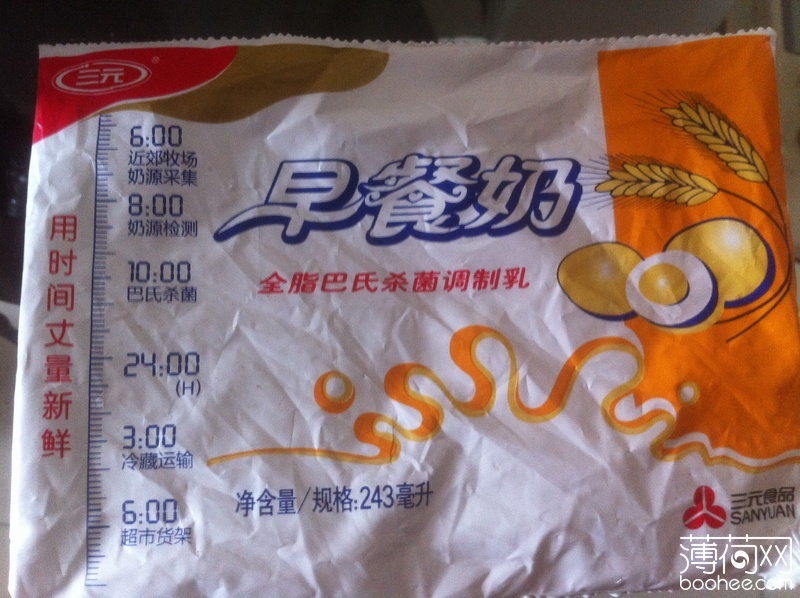 三元
®
6:00
近郊牧场
奶源采集
8:00
奶源检测
10:00
巴氏杀菌
24:00
(H)
3:00
冷藏运输
6:00
超市货架
用时间丈量新鲜
早餐奶
全脂巴氏杀菌调制乳
净含量/规格:243毫升
三元食品
SANYUAN
薄荷网
boohee.com